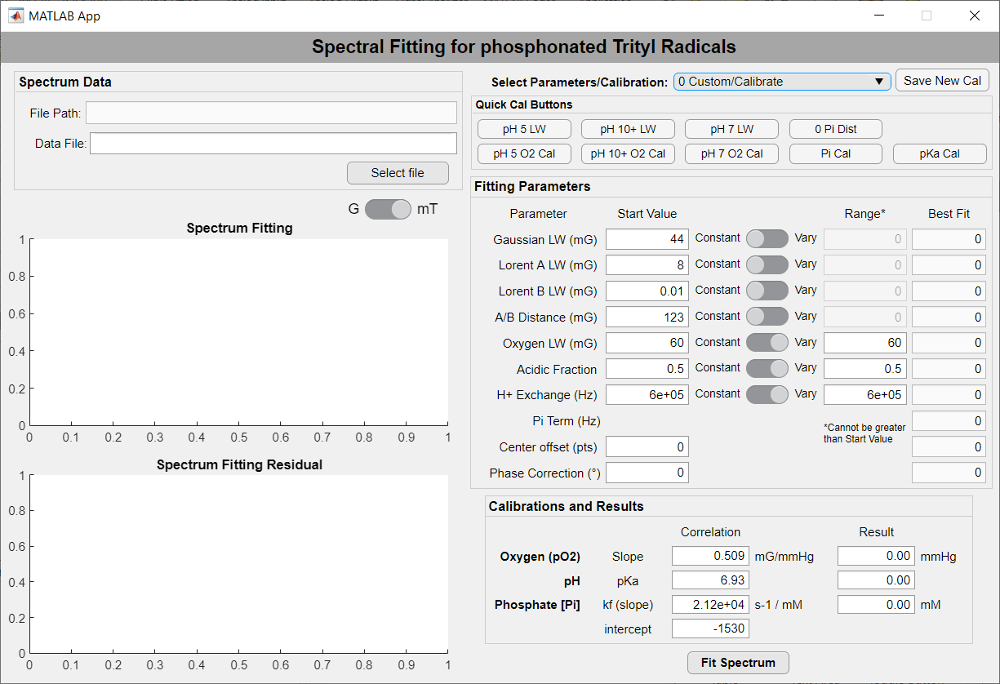 MATLAB App
Spectral Fitting for phosphonated Trityl Radicals
Spectrum Data
File Path:
Data File:
Select file
G mT
Spectrum Fitting
1
0.8
0.6
0.4
0.2
0
0 0.1 0.2 0.3 0.4 0.5 0.6 0.7 0.8 0.9 1
Spectrum Fitting Residual
1
0.8
0.6
0.4
0.2
0
0 0.1 0.2 0.3 0.4 0.5 0.6 0.7 0.8 0.9 1
Select Parameters/Calibration: 0 Custom/Calibrate Save New Cal
Quick Cal Buttons
pH 5 LW pH 10+ LW pH 7 LW 0 Pi Dist
pH 5 O2 Cal pH 10+ O2 Cal pH 7 O2 Cal Pi Cal pKa Cal
Fitting Parameters
Parameter Start Value Range* Best Fit
Gaussian LW (mG) 44 Constant Vary 0 0
Lorent A LW (mG) 8 Constant Vary 0 0
Lorent B LW (mG) 0.01 Constant Vary 0 0
A/B Distance (mG) 123 Constant Vary 0 0
Oxygen LW (mG) 60 Constant Vary 60 0
Acidic Fraction 0.5 Constant Vary 0.5 0
H+ Exchange (Hz) 6e+05 Constant Vary 6e+05 0
Pi Term (Hz) 0
*Cannot be greater
than Start Value
Center offset (pts) 0 0
Phase Correction (°) 0 0
Calibrations and Results
Correlation Result
Oxygen (pO2) Slope 0.509 mG/mmHg 0.00 mmHg
pH pKa 6.93 0.00
Phosphate [Pi] kf (slope) 2.12e+04 s-1 / mM 0.00 mM
intercept -1530
Fit Spectrum